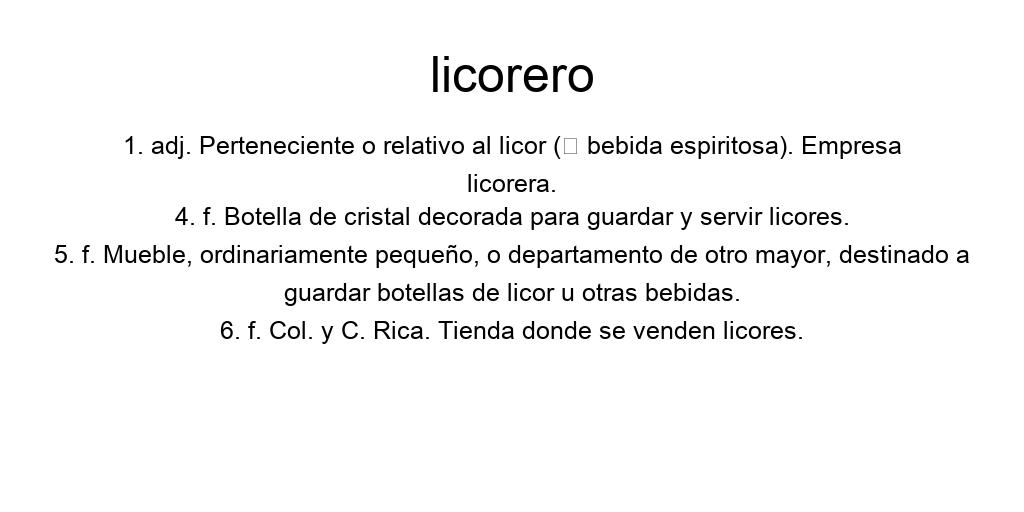 licorero
1. adj. Perteneciente o relativo al licor (□ bebida espiritosa). Empresa
licorera.
4. f. Botella de cristal decorada para guardar y servir licores.
5. f. Mueble, ordinariamente pequeño, o departamento de otro mayor, destinado a
guardar botellas de licor u otras bebidas.
6. f. Col. y C. Rica. Tienda donde se venden licores.